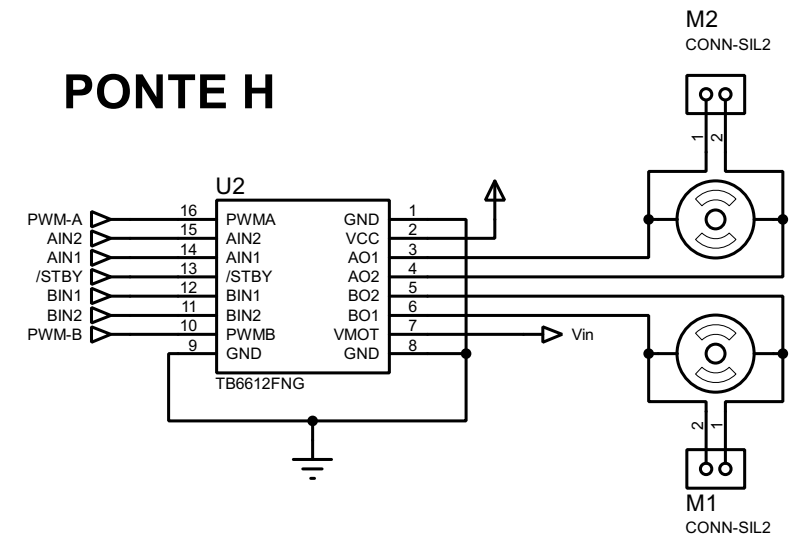 M2
CONN-SIL2
PONTE H
1
2
U2
PWM-A 16 PWMA GND 1
AIN2 15 AIN2 VCC 2
AIN1 14 AIN1 AO1 3
/STBY 13 /STBY AO2 4
BIN1 12 BIN1 BO2 5
BIN2 11 BIN2 BO1 6
PWM-B 10 PWMB VMOT 7 Vin
9 GND GND 8
TB6612FNG
2
1
M1
CONN-SIL2